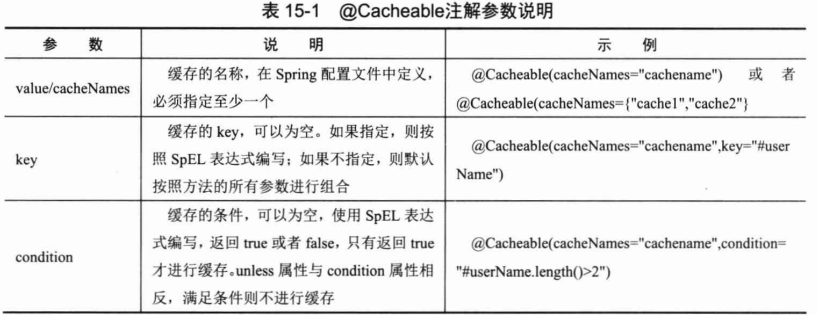 表 15-1 @Cacheable注解参数说明
参 数 说 明 示 例
value/cacheNames
缓存的名称，在 Spring 配置文件中定义，
必须指定至少一个
@Cacheable(cacheNames="cachename") 或 者
@Cacheable(cacheNames={"cache1","cache2"}
key
缓存的 key，可以为空。如果指定，则按
照 SpEL 表达式编写；如果不指定，则默认
按照方法的所有参数进行组合
@Cacheable(cacheNames="cachename",key="#user
Name")
condition
缓存的条件，可以为空，使用 SpEL 表达
式编写，返回 true 或者 false，只有返回 true
才进行缓存。unless 属性与 condition 属性相
反，满足条件则不进行缓存
@Cacheable(cacheNames="cachename",condition=
"#userName.length()>2")